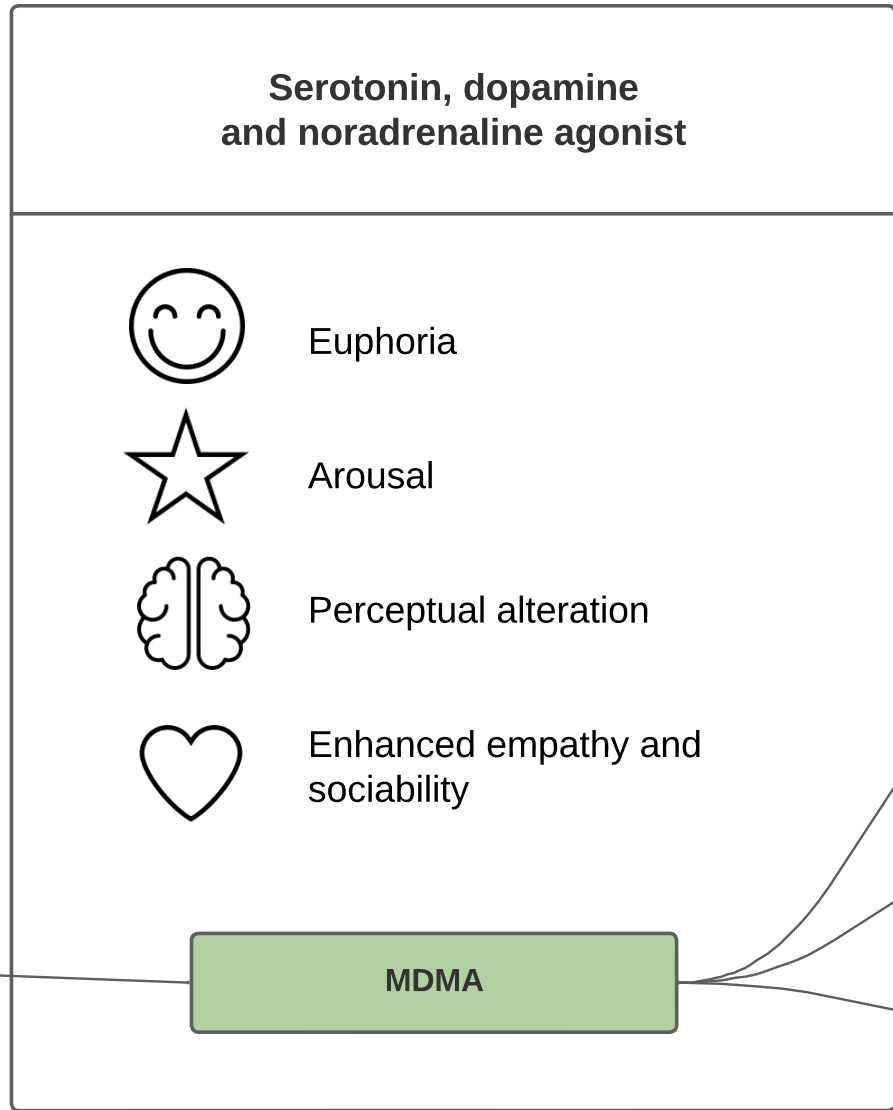 Serotonin, dopamine
and noradrenaline agonist
Euphoria
Arousal
Perceptual alteration
Enhanced empathy and
sociability
MDMA